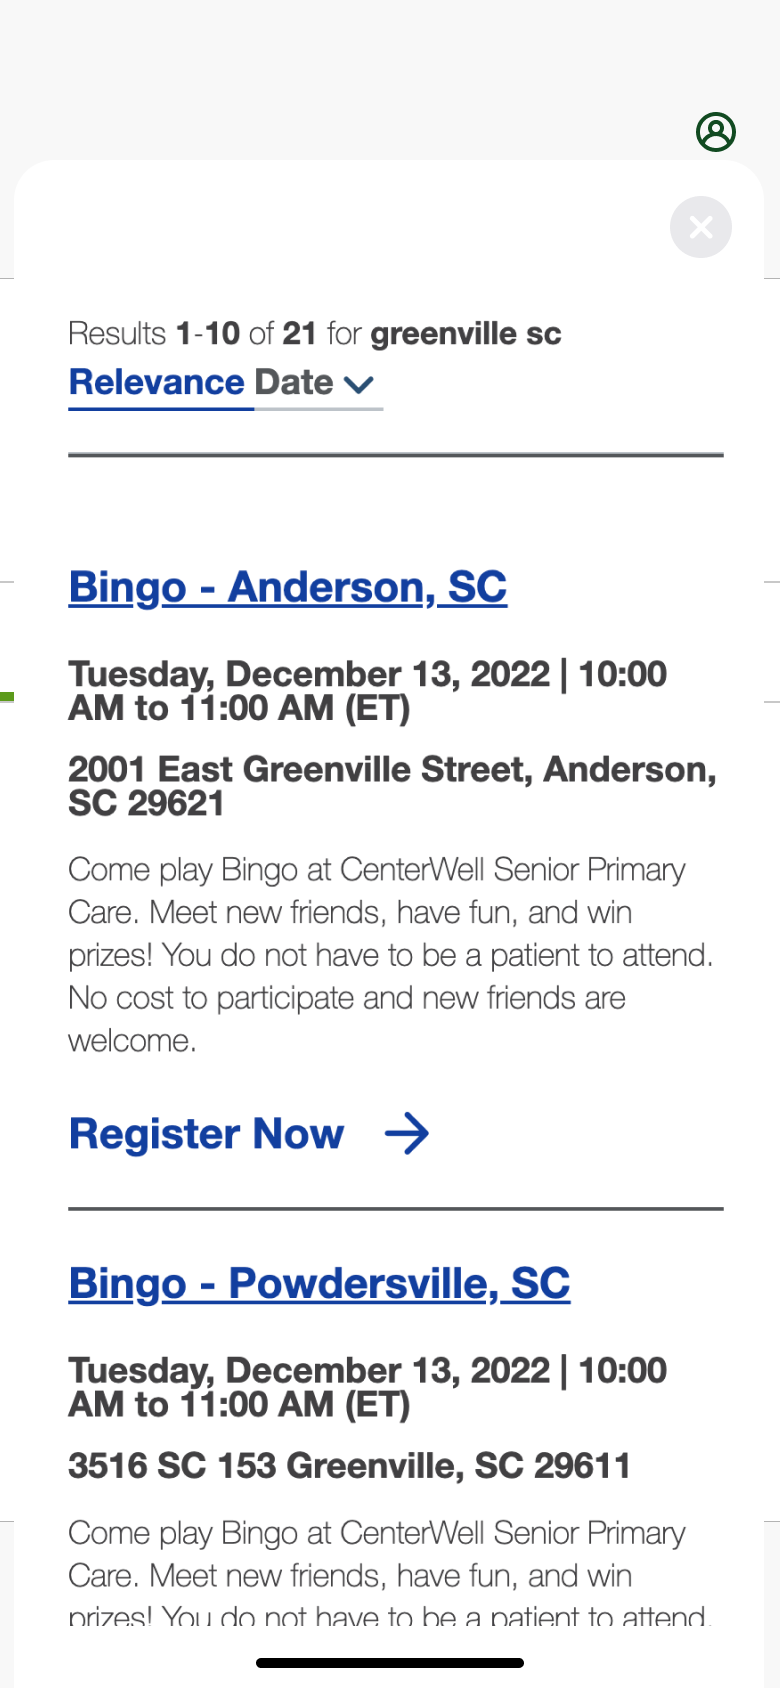 Results 1-10 of 21 for greenville sc
Relevance Date
Bingo - Anderson, SC
Tuesday, December 13, 2022 | 10:00
AM to 11:00 AM (ET)
2001 East Greenville Street, Anderson,
SC 29621
Come play Bingo at CenterWell Senior Primary
Care. Meet new friends, have fun, and win
prizes! You do not have to be a patient to attend.
No cost to participate and new friends are
welcome.
Register Now
Bingo - Powdersville, SC
Tuesday, December 13, 2022 | 10:00
AM to 11:00 AM (ET)
3516 SC 153 Greenville, SC 29611
Come play Bingo at CenterWell Senior Primary
Care. Meet new friends, have fun, and win
prizes! You do not have to be a patient to attend.